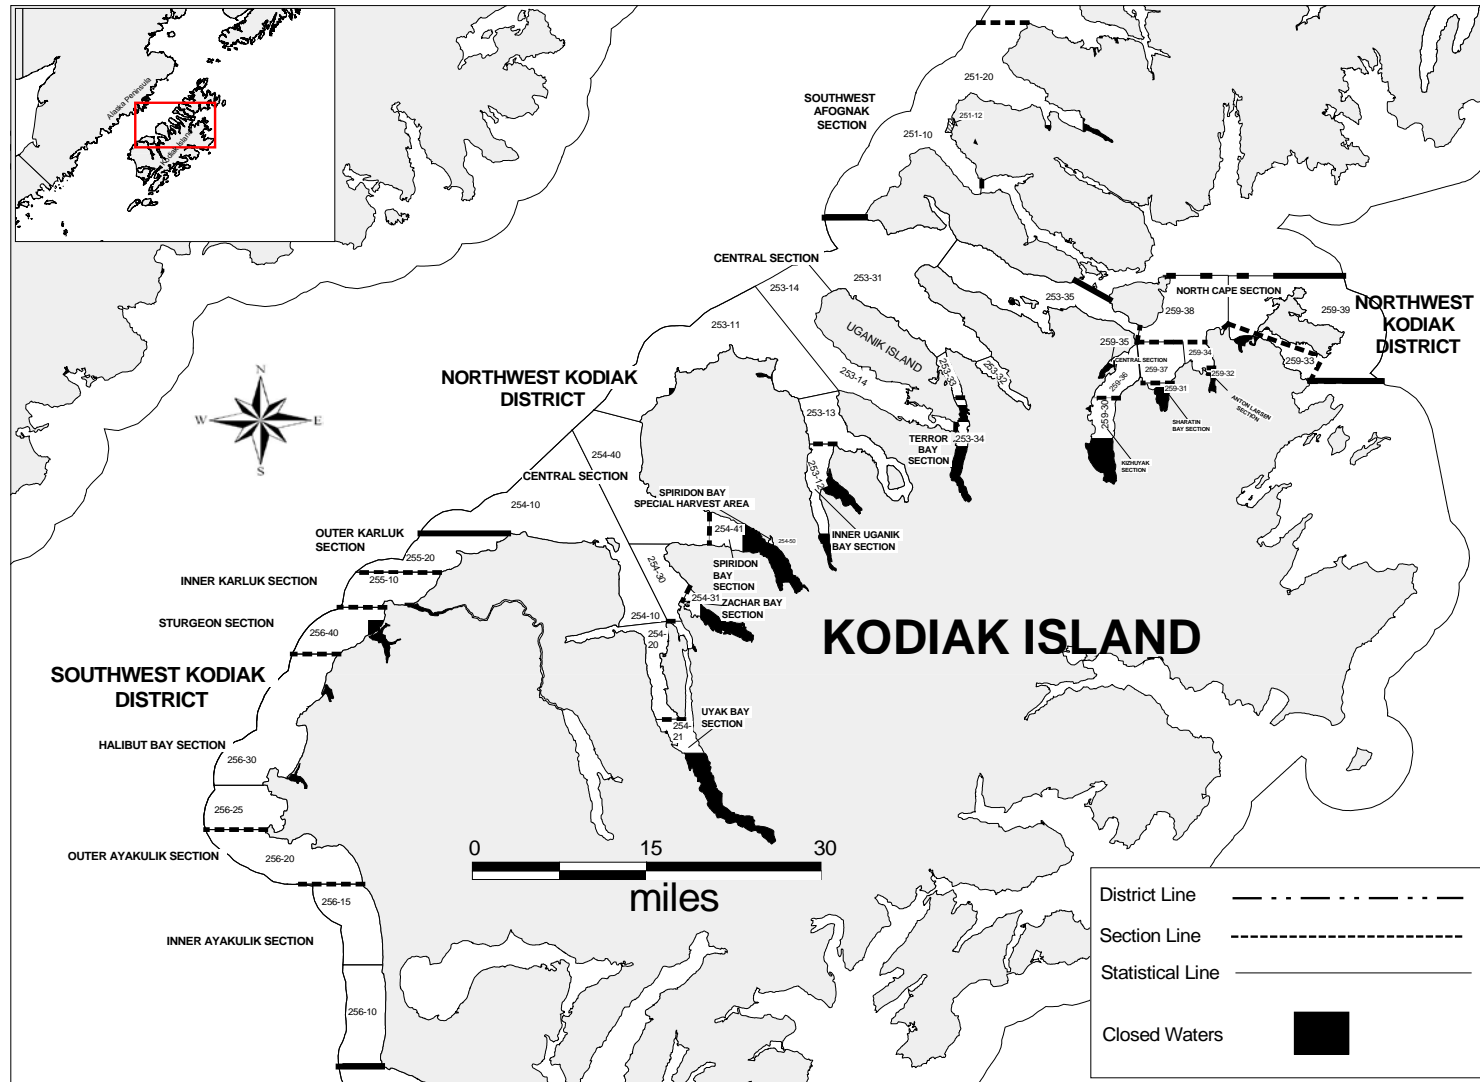 Alaska Peninsula
Kodiak Island
251-20
SOUTHWEST
AFOGNAK
SECTION
251-12
251-10
CENTRAL SECTION
253-31
253-14
253-35
NORTH CAPE SECTION
259-38
259-39
NORTHWEST
KODIAK
DISTRICT
253-11
UGANIK ISLAND
259-35
CENTRAL SECTION
259-34
259-33
253-33
253-32
253-14
259-37
259-36
259-32
259-31
N
W
E
S
NORTHWEST KODIAK
DISTRICT
253-13
259-30
ANTON LARSEN
SECTION
SHARATIN
BAY SECTION
TERROR
BAY
SECTION
253-34
KIZHUYAK
SECTION
254-40
CENTRAL SECTION
253-12
SPIRIDON BAY
SPECIAL HARVEST AREA
254-10
254-41
254-50
INNER UGANIK
BAY SECTION
OUTER KARLUK
SECTION
255-20
SPIRIDON
BAY
SECTION
254-30
INNER KARLUK SECTION
255-10
254-31
ZACHAR BAY
SECTION
STURGEON SECTION
256-40
254-10
254-
20
KODIAK ISLAND
SOUTHWEST KODIAK
DISTRICT
UYAK BAY
SECTION
254-
21
HALIBUT BAY SECTION
256-30
256-25
OUTER AYAKULIK SECTION
256-20
0 15 30
miles
256-15
INNER AYAKULIK SECTION
256-10
District Line
Section Line
Statistical Line
Closed Waters